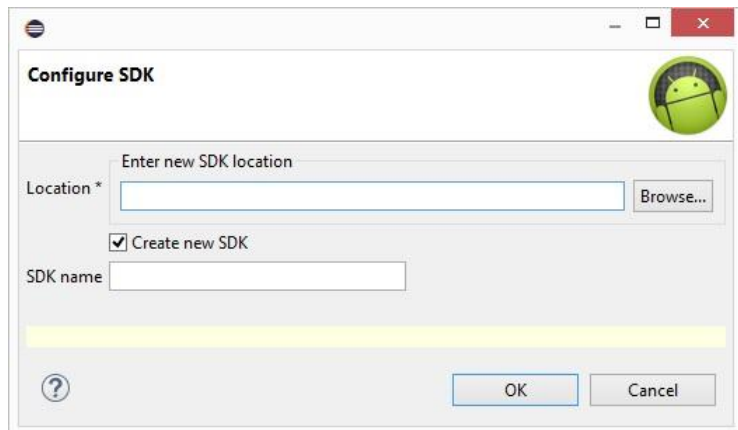 Configure SDK
Enter new SDK location
Location *
Browse...
Create new SDK
SDK name
?
OK
Cancel